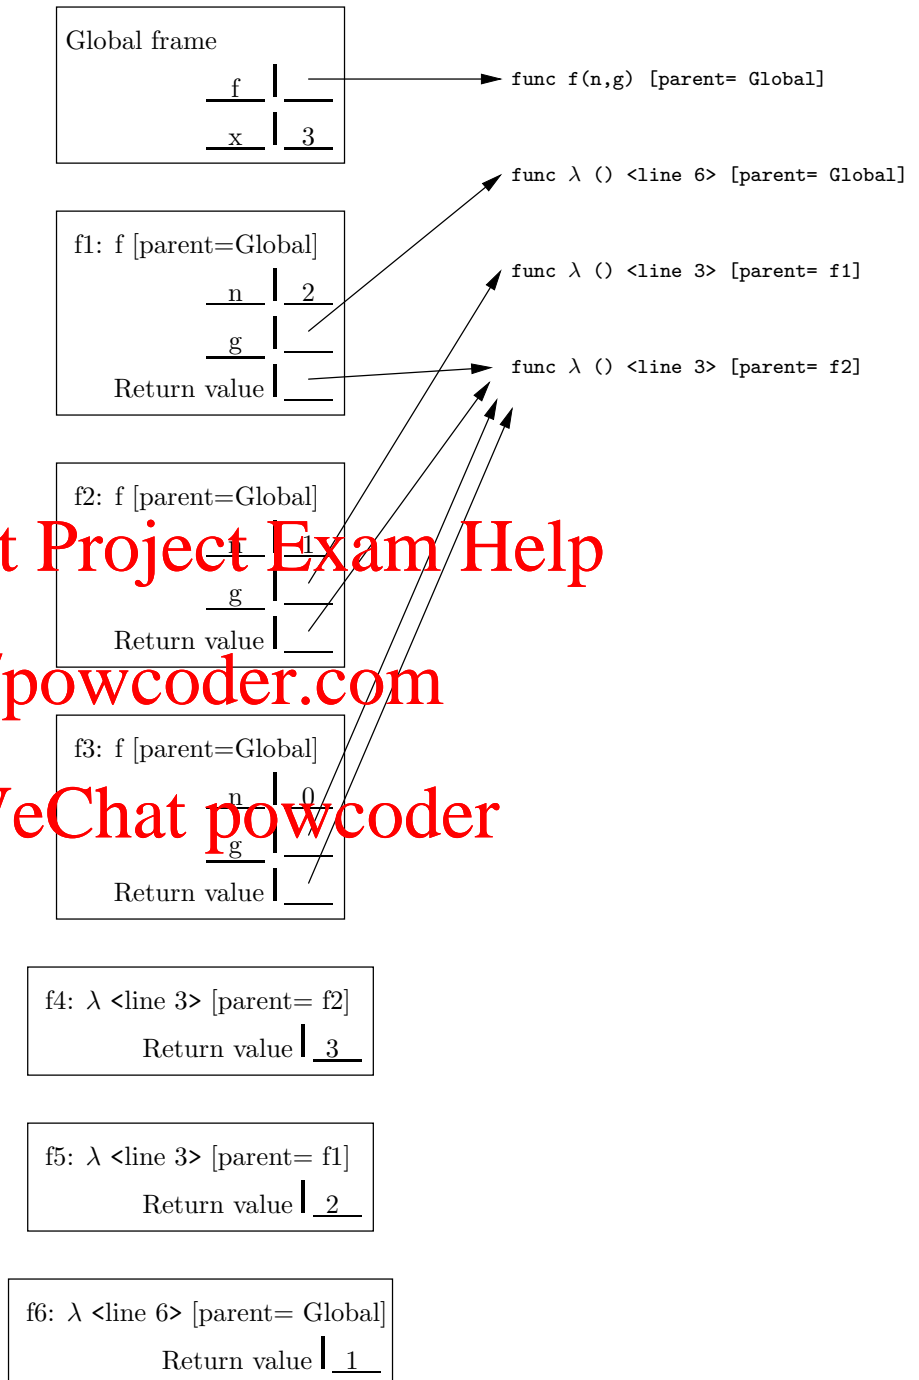 Global frame
f
func f(n,g) [parent= Global]
x 3
func λ () <line 6> [parent= Global]
f1: f [parent=Global]
func λ () <line 3> [parent= f1]
n 2
g
func λ () <line 3> [parent= f2]
Return value
f2: f [parent=Global]
t Project Exam Help
n 1
g
Return value
/powcoder.com
f3: f [parent=Global]
n 0
eChat powcoder
g
Return value
f4: λ <line 3> [parent= f2]
Return value 3
f5: λ <line 3> [parent= f1]
Return value 2
f6: λ <line 6> [parent= Global]
Return value 1